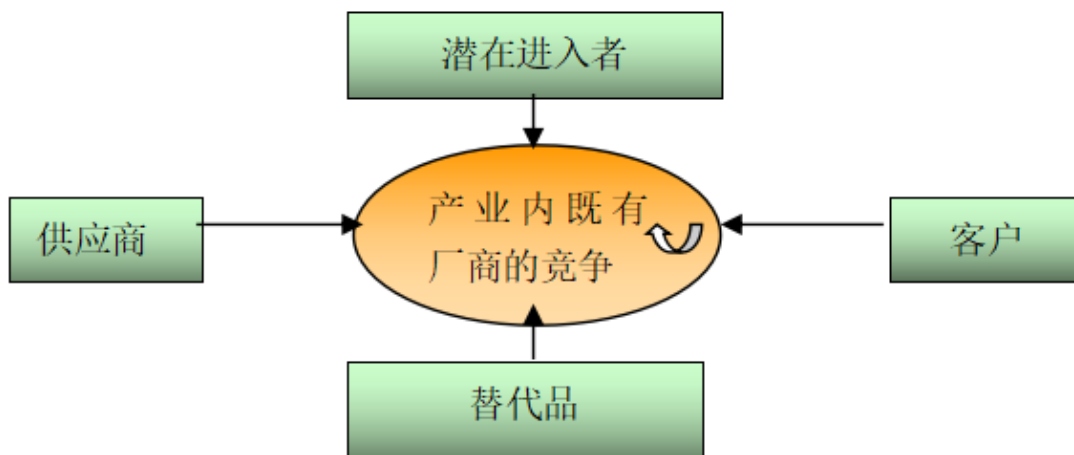 潜在进入者
产业内既有
厂商的竞争
供应商
客户
替代品